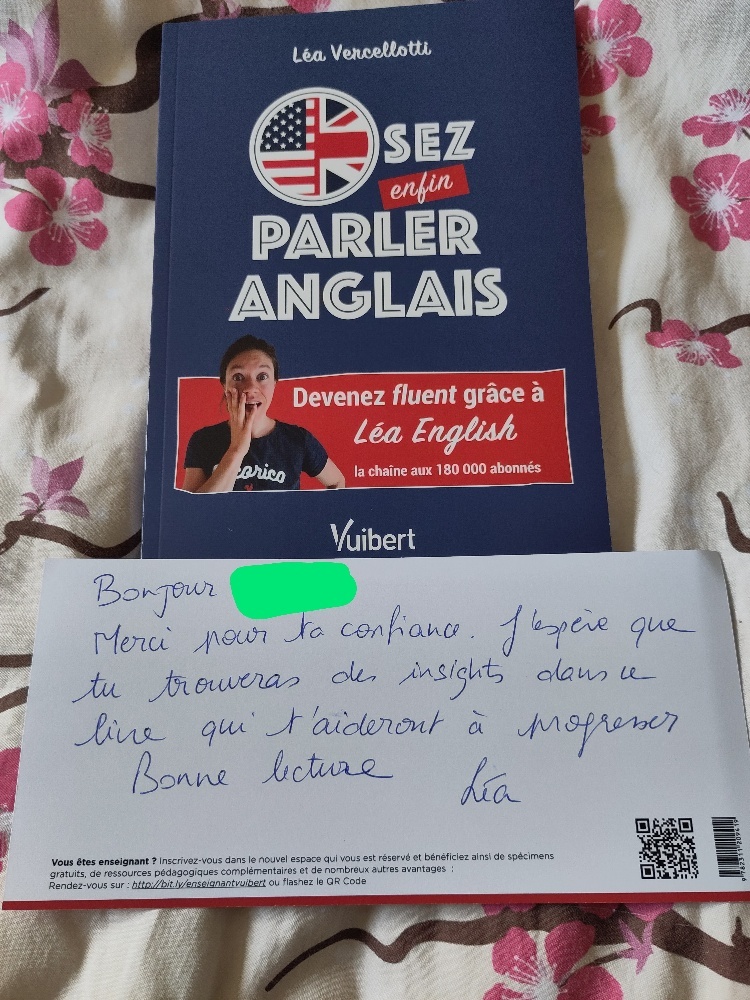 Léa Vercellotti
OSEZ
enfin
PARLER
ANGLAIS
Devenez fluent grâce à
Léa English
la chaîne aux 180 000 abonnés
Vuibert
Bonjour
Merci pour ta confiance. J'espère que
tu trouveras des insights dans ce
livre qui t'aideront à progresser
Bonne lecture Léa
Vous êtes enseignant ? Inscrivez-vous dans le nouvel espace qui vous est réservé et bénéficiez ainsi de spécimens
gratuits, de ressources pédagogiques complémentaires et de nombreux autres avantages :
Rendez-vous sur : http://bit.ly/enseignantvuibert ou flashez le QR Code